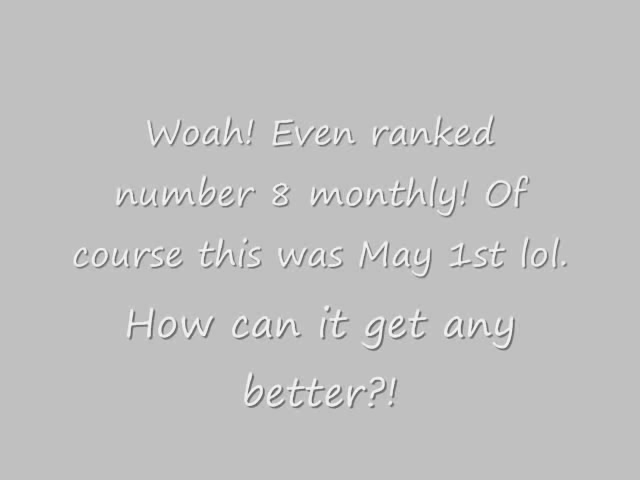 Woah! Even ranked
number 8 monthly! Of
course this was May 1st lol.
How can it get any
better?!